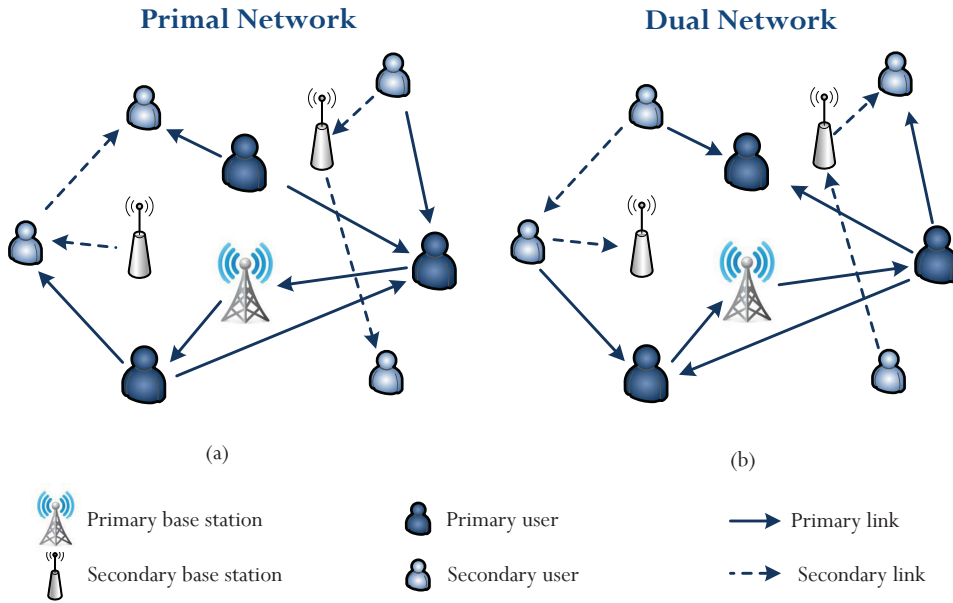 Primal Network
Dual Network
(a)
(b)
Primary base station
Primary user
Primary link
Secondary base station
Secondary user
Secondary link